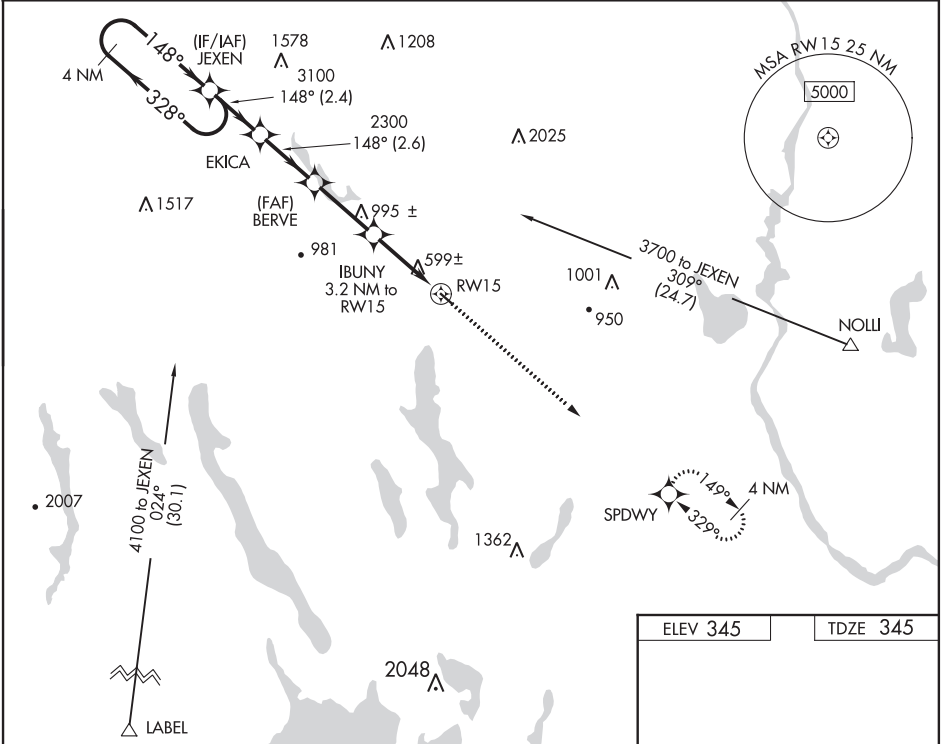 148°
328°
4 NM
(IF/IAF)
JEXEN
1578
1208
3100
148° (2.4)
2300
148° (2.6)
EKICA
2025
MSA RW15 25 NM
5000
1517
(FAF)
BERVE
995 ±
981
IBUNY
3.2 NM to
RW15
599±
RW15
3700 to JEXEN
309°
(24.7)
1001
950
NOLLI
4100 to JEXEN
024°
(30.1)
2007
SPDWY
149°
329°
4 NM
1362
2048
LABEL
ELEV 345
TDZE 345